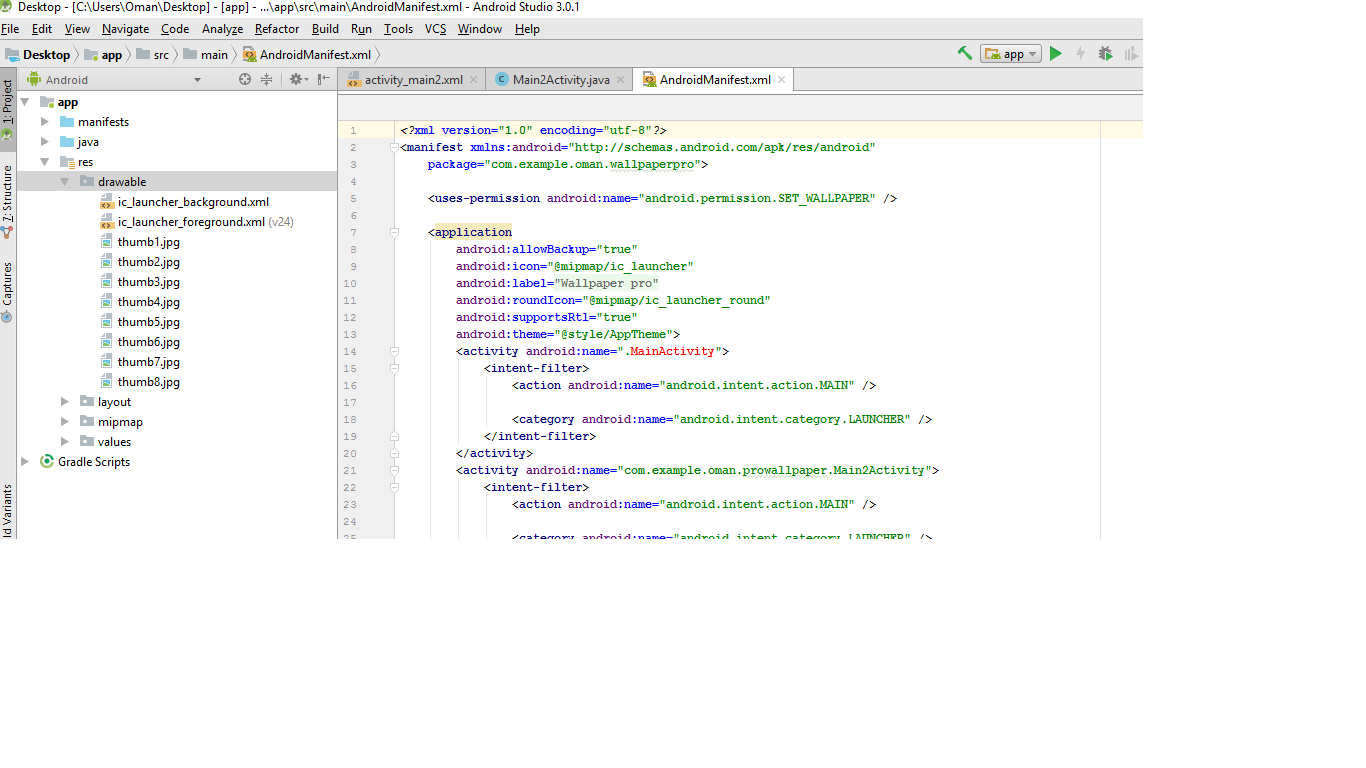 Desktop - [C:\Users\Oman\Desktop] - [app] - ...\app\src\main\AndroidManifest.xml - Android Studio 3.0.1
File Edit View Navigate Code Analyze Refactor Build Run Tools VCS Window Help
Desktop app src main AndroidManifest.xml app
Android
activity_main2.xml Main2Activity.java AndroidManifest.xml
1: Project
7: Structure
Captures
ld Variants
app
manifests
java
res
drawable
ic_launcher_background.xml
ic_launcher_foreground.xml (v24)
thumb1.jpg
thumb2.jpg
thumb3.jpg
thumb4.jpg
thumb5.jpg
thumb6.jpg
thumb7.jpg
thumb8.jpg
layout
mipmap
values
Gradle Scripts
1 <?xml version="1.0" encoding="utf-8"?>
2 <manifest xmlns:android="http://schemas.android.com/apk/res/android"
3 package="com.example.oman.wallpaperpro">
4
5 <uses-permission android:name="android.permission.SET_WALLPAPER" />
6
7 <application
8 android:allowBackup="true"
9 android:icon="@mipmap/ic_launcher"
10 android:label="Wallpaper pro"
11 android:roundIcon="@mipmap/ic_launcher_round"
12 android:supportsRtl="true"
13 android:theme="@style/AppTheme">
14 <activity android:name=".MainActivity">
15 <intent-filter>
16 <action android:name="android.intent.action.MAIN" />
17
18 <category android:name="android.intent.category.LAUNCHER" />
19 </intent-filter>
20 </activity>
21 <activity android:name="com.example.oman.prowallpaper.Main2Activity">
22 <intent-filter>
23 <action android:name="android.intent.action.MAIN" />
24
25 <category android:name="android.intent.category.LAUNCHER" />